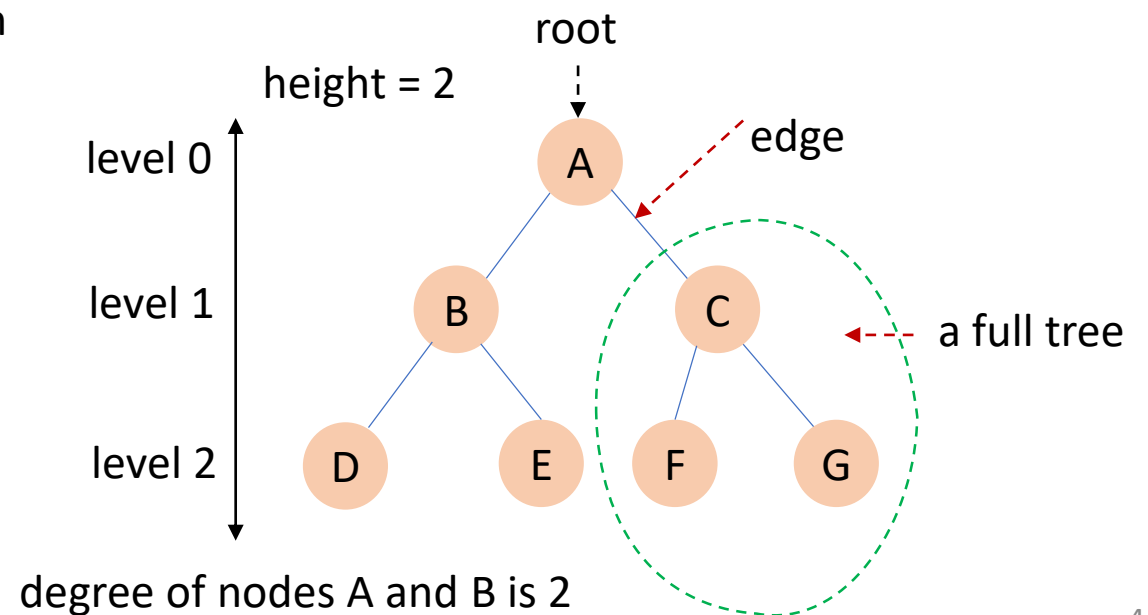 root
height = 2
level 0
A
edge
level 1
B
C
a full tree
level 2
D
E
F
G
degree of nodes A and B is 2